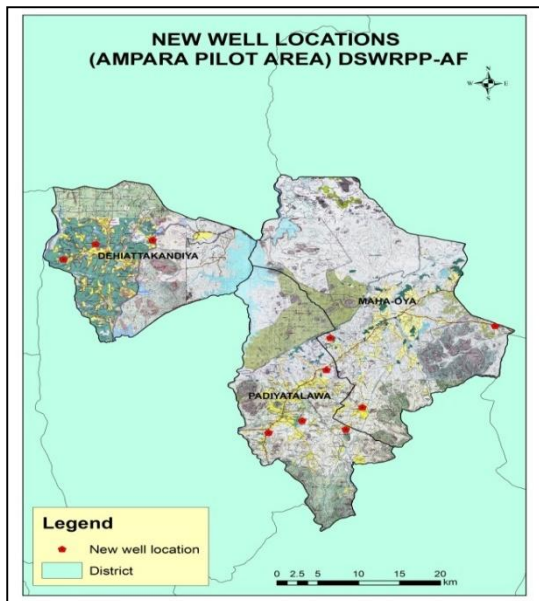 NEW WELL LOCATIONS
(AMPARA PILOT AREA) DSWRPP-AF
N
W
E
S
DEHIATTAKANDIYA
MAHA-OYA
PADIYATALAWA
Legend
New well location
District
0 2.5 5 10 15 20
km